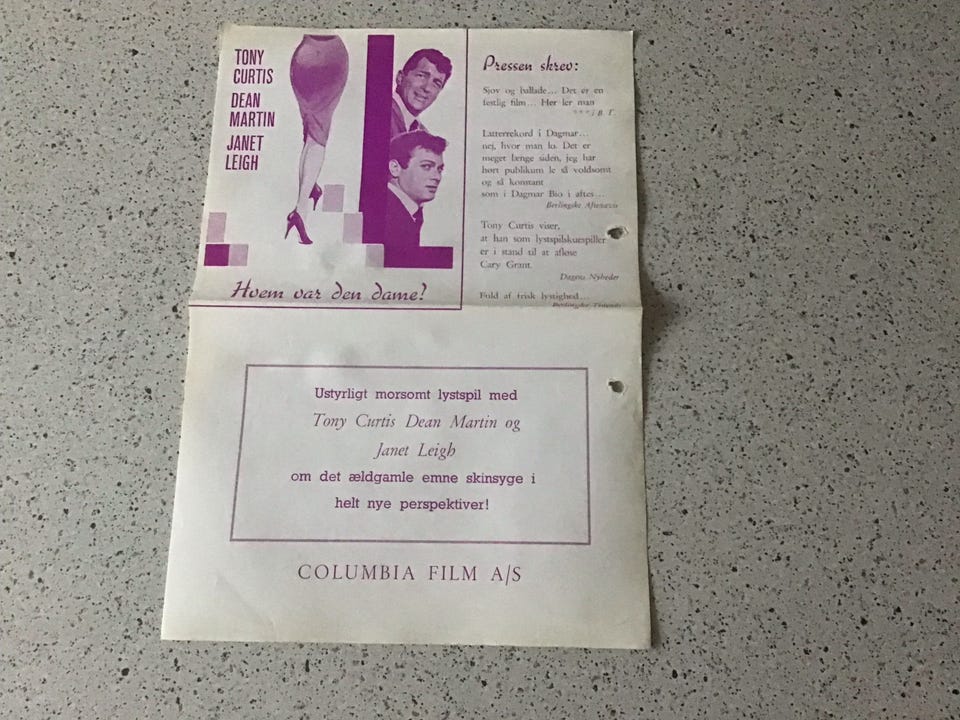 TONY
CURTIS
DEAN
MARTIN
JANET
LEIGH
Hvem var den dame?
Pressen skrev:
Sjov og ballade... Det er en
festlig film... Her ler man
*** i B. T.
Latterrekord i Dagmar...
nej, hvor man lo. Det er
meget længe siden, jeg har
hørt publikum le så voldsomt
og så konstant
som i Dagmar Bio i aftes...
Berlingske Aftenavis
Tony Curtis viser,
at han som lystspilskuespiller
er i stand til at afløse
Cary Grant.
Dagens Nyheder
Fuld af frisk lystighed...
Berlingske Tidende
Ustyrligt morsomt lystspil med
Tony Curtis Dean Martin og
Janet Leigh
om det ældgamle emne skinsyge i
helt nye perspektiver!
COLUMBIA FILM A/S